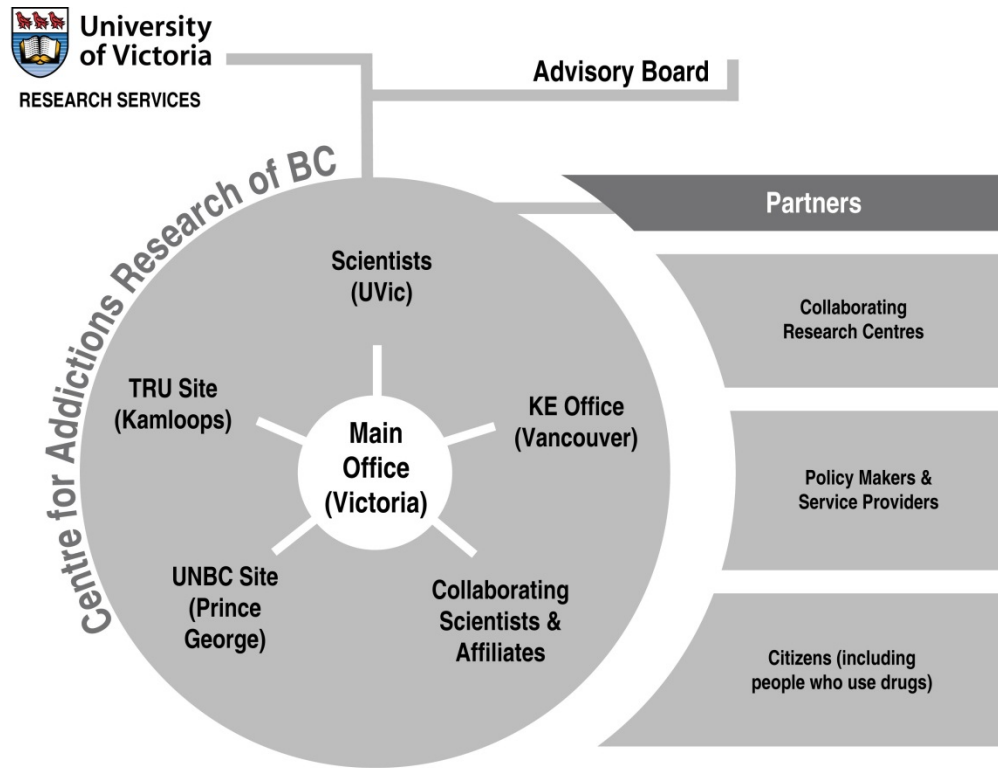 University
of Victoria
RESEARCH SERVICES
Advisory Board
Centre for Addictions Research of BC
Partners
Scientists
(UVic)
TRU Site
(Kamloops)
KE Office
(Vancouver)
Main
Office
(Victoria)
UNBC Site
(Prince
George)
Collaborating
Scientists &
Affiliates
Collaborating
Research Centres
Policy Makers &
Service Providers
Citizens (including
people who use drugs)